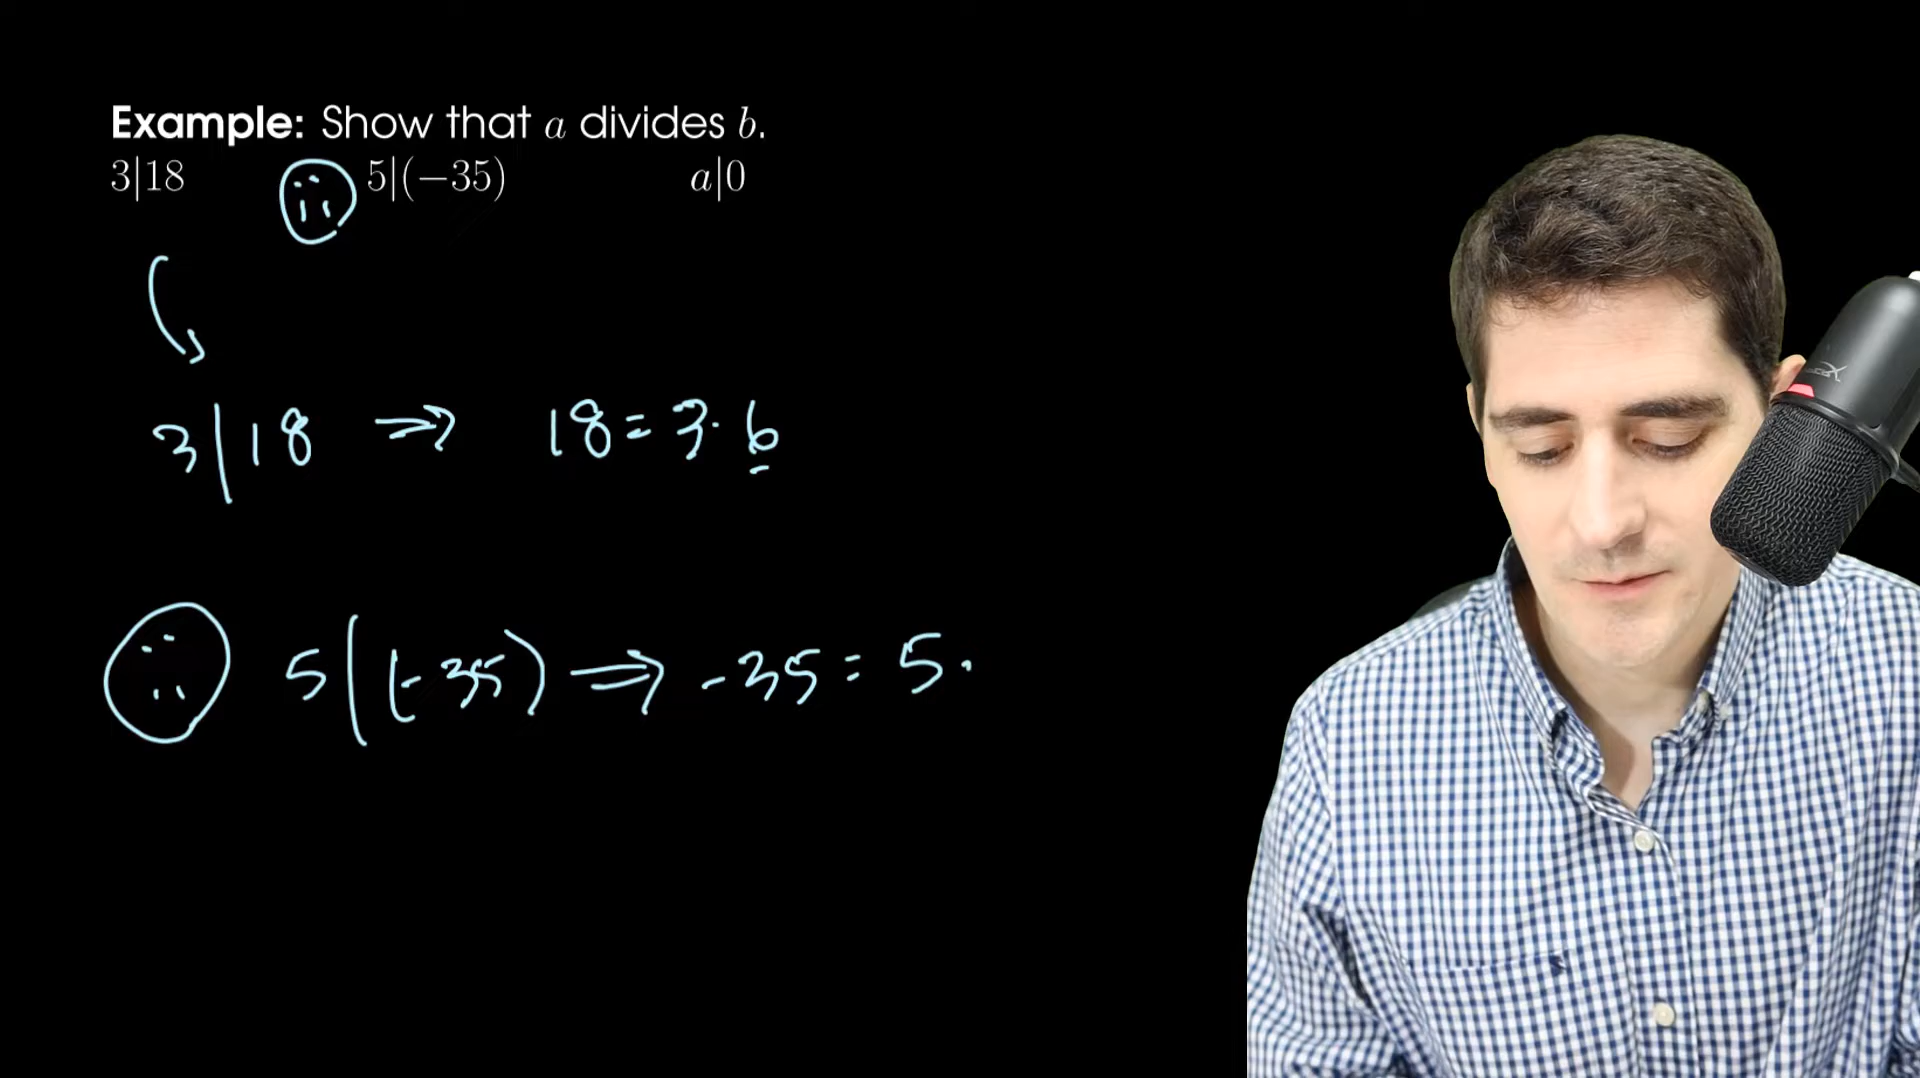 Example: Show that a divides b.
3|18 5|(−35) a|0
3|18 ⇒ 18 = 3 · 6
5|(-35) ⇒ -35 = 5 ·